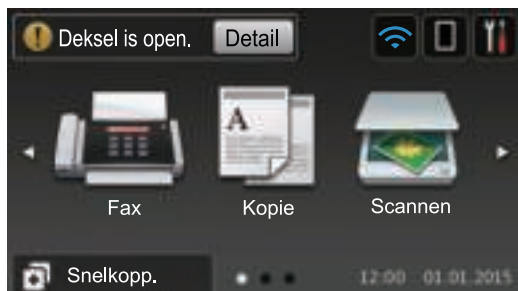 Deksel is open. Detail
A
Fax Kopie Scannen
Snelkopp. 12:00 01.01.2015